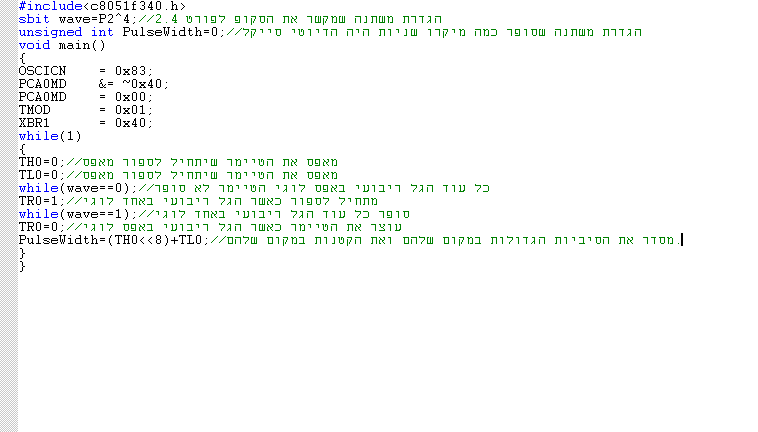 #include<c8051f340.h>
sbit wave=P2^4;//הגדרת משתנה שמקשר את הסקופ לפורט 2.4
unsigned int PulseWidth=0;//הגדרת משתנה שסופר כמה מיקרו שניות היה הדיוטי סייקל
void main()
{
OSCICN    = 0x83;
PCA0MD    &= ~0x40;
PCA0MD    = 0x00;
TMOD      = 0x01;
XBR1      = 0x40;
while(1)
{
TH0=0;//מאפס את הטיימר שיתחיל לספור מאפס
TL0=0;//מאפס את הטיימר שיתחיל לספור מאפס
while(wave==0);//כל עוד הגל ריבועי באפס לוגי הטיימר לא סופר
TR0=1;//מתחיל לספור כאשר הגל ריבועי באחד לוגי
while(wave==1);//סופר כל עוד הגל ריבועי באחד לוגי
TR0=0;//עוצר את הטיימר כאשר הגל ריבועי באפס לוגי
PulseWidth=(TH0<<8)+TL0;//מסדר את הסיביות הגדולות במקום שלהם ואת הקטנות במקום שלהם.
}
}